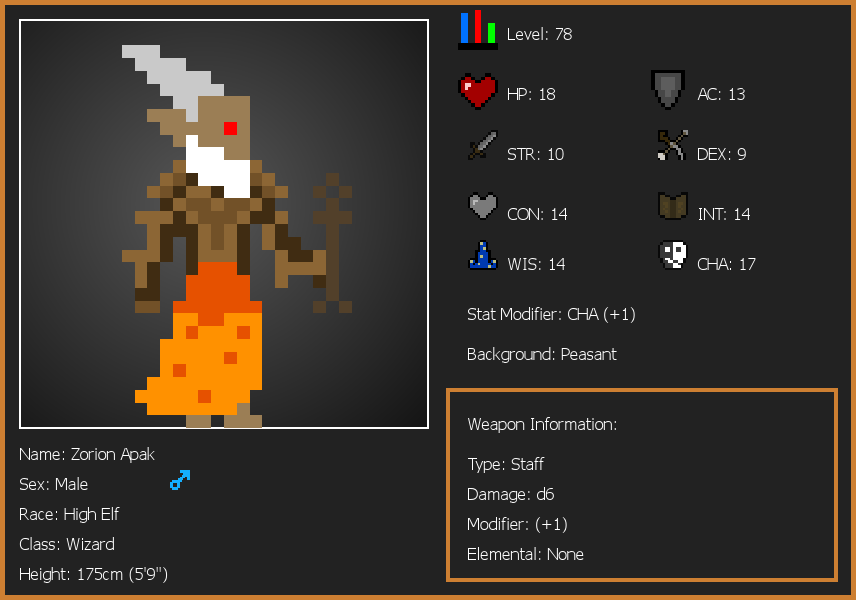 Level: 78
HP: 18
AC: 13
STR: 10
DEX: 9
CON: 14
INT: 14
WIS: 14
CHA: 17
Stat Modifier: CHA (+1)
Background: Peasant
Weapon Information:
Type: Staff
Damage: d6
Modifier: (+1)
Elemental: None
Name: Zorion Apak
Sex: Male
Race: High Elf
Class: Wizard
Height: 175cm (5'9")